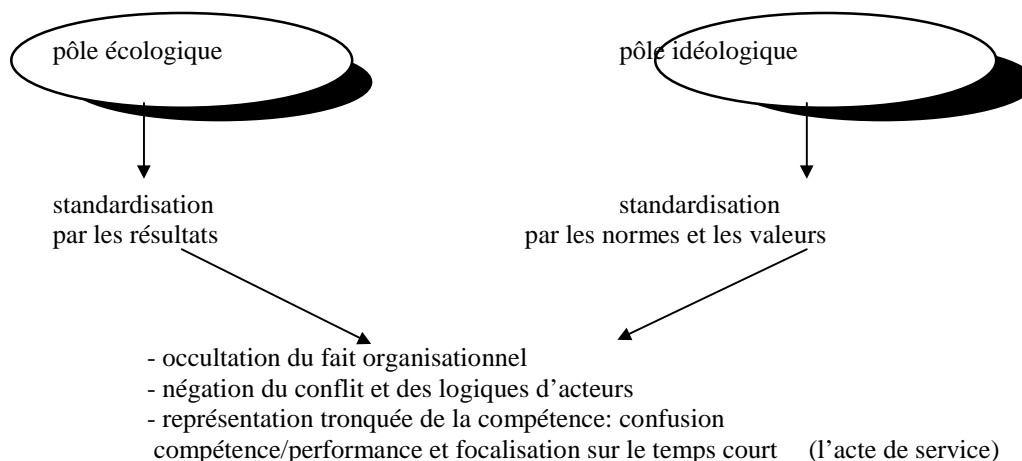 pôle écologique
pôle idéologique
standardisation
par les résultats
standardisation
par les normes et les valeurs
- occultation du fait organisationnel
- négation du conflit et des logiques d’acteurs
- représentation tronquée de la compétence: confusion
compétence/performance et focalisation sur le temps court (l’acte de service)